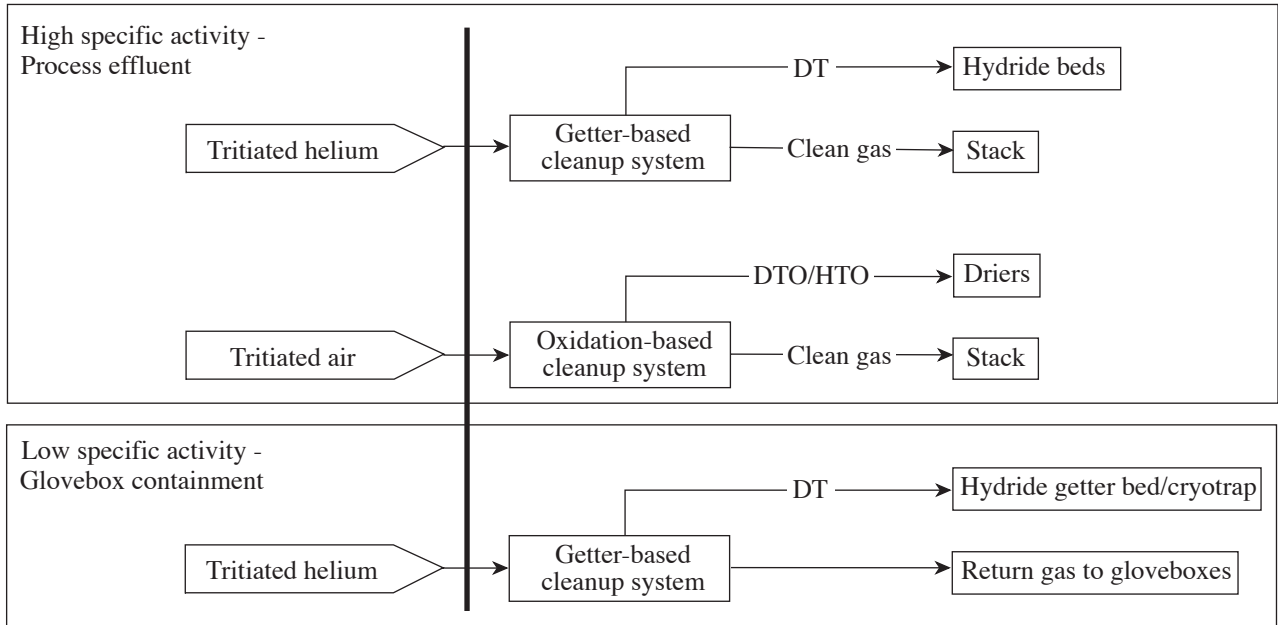 High specific activity -
Process effluent
DT
Hydride beds
Tritiated helium
Getter-based
cleanup system
Clean gas
Stack
DTO/HTO
Driers
Tritiated air
Oxidation-based
cleanup system
Clean gas
Stack
Low specific activity -
Glovebox containment
DT
Hydride getter bed/cryotrap
Tritiated helium
Getter-based
cleanup system
Return gas to gloveboxes